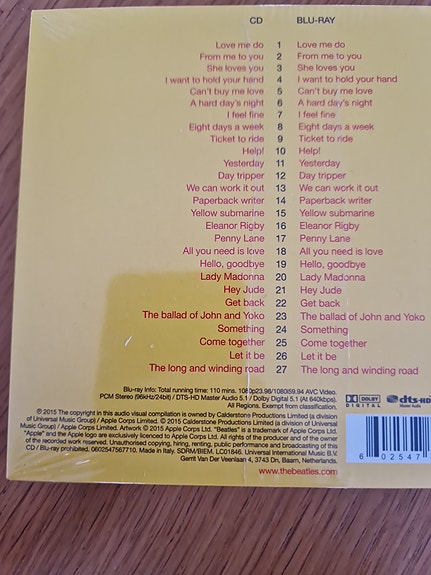 CD BLU-RAY
Love me do 1 Love me do
From me to you 2 From me to you
She loves you 3 She loves you
I want to hold your hand 4 I want to hold your hand
Can't buy me love 5 Can't buy me love
A hard day's night 6 A hard day's night
I feel fine 7 I feel fine
Eight days a week 8 Eight days a week
Ticket to ride 9 Ticket to ride
Help! 10 Help!
Yesterday 11 Yesterday
Day tripper 12 Day tripper
We can work it out 13 We can work it out
Paperback writer 14 Paperback writer
Yellow submarine 15 Yellow submarine
Eleanor Rigby 16 Eleanor Rigby
Penny Lane 17 Penny Lane
All you need is love 18 All you need is love
Hello, goodbye 19 Hello, goodbye
Lady Madonna 20 Lady Madonna
Hey Jude 21 Hey Jude
Get back 22 Get back
The ballad of John and Yoko 23 The ballad of John and Yoko
Something 24 Something
Come together 25 Come together
Let it be 26 Let it be
The long and winding road 27 The long and winding road
Blu-ray Info: Total running time: 110 mins. 1080p23.98/1080i59.94 AVC Video.
PCM Stereo (96kHz/24bit) / DTS-HD Master Audio 5.1 / Dolby Digital 5.1 (At 640kbps).
All Regions. Exempt from classification.
DOLBY
DIGITAL
dts-HD
Master Audio
℗ 2015 The copyright in this audio visual compilation is owned by Calderstone Productions Limited (a division of
Universal Music Group) / Apple Corps Limited. © 2015 Calderstone Productions Limited (a division of Universal
Music Group) / Apple Corps Limited. Artwork © 2015 Apple Corps Ltd. "Beatles" is a trademark of Apple Corps Ltd.
"Apple" and the Apple logo are exclusively licenced to Apple Corps Ltd. All rights of the producer and of the owner
of the recorded work reserved. Unauthorised copying, hiring, renting, public performance and broadcasting of this
CD / Blu-ray prohibited. 0602547567710. Made in Italy. SDRM/BIEM. LC01846. Universal International Music B.V.
Gerrit Van Der Veenlaan 4, 3743 Dn, Baarn, Netherlands.
www.thebeatles.com
6 02547